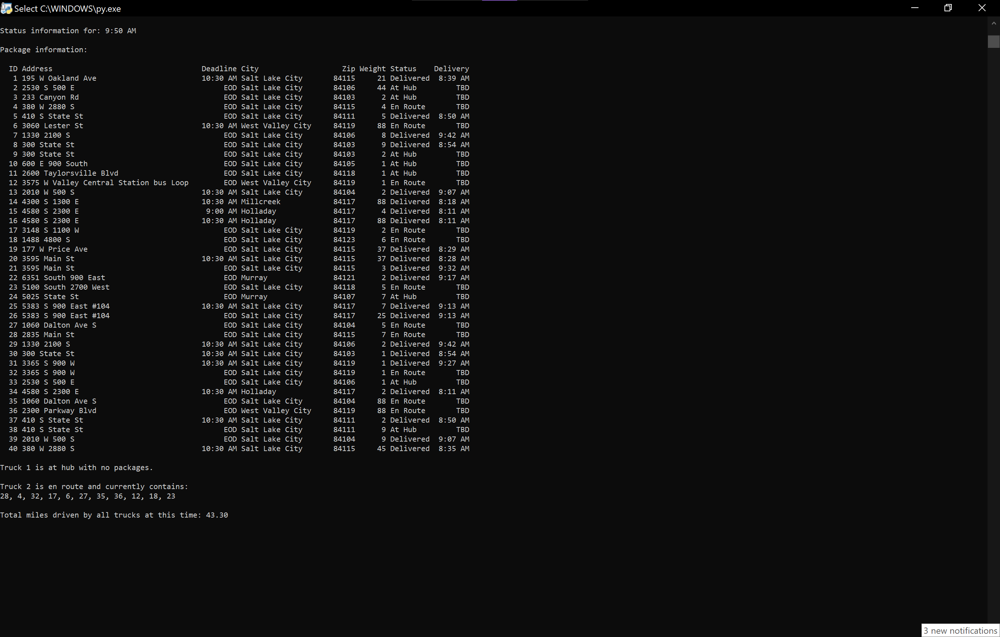 Select C:\WINDOWS\py.exe
Status information for: 9:50 AM
Package information:
ID Address Deadline City Zip Weight Status Delivery
1 195 W Oakland Ave 10:30 AM Salt Lake City 84115 21 Delivered 8:39 AM
2 2530 S 500 E EOD Salt Lake City 84106 44 At Hub TBD
3 233 Canyon Rd EOD Salt Lake City 84103 2 At Hub TBD
4 380 W 2880 S EOD Salt Lake City 84115 4 En Route TBD
5 410 S State St EOD Salt Lake City 84111 5 Delivered 8:50 AM
6 3060 Lester St 10:30 AM West Valley City 84119 88 En Route TBD
7 1330 2100 S EOD Salt Lake City 84106 8 Delivered 9:42 AM
8 300 State St EOD Salt Lake City 84103 9 Delivered 8:54 AM
9 300 State St EOD Salt Lake City 84103 2 At Hub TBD
10 600 E 900 South EOD Salt Lake City 84105 1 At Hub TBD
11 2600 Taylorsville Blvd EOD Salt Lake City 84118 1 At Hub TBD
12 3575 W Valley Central Station bus Loop EOD West Valley City 84119 1 En Route TBD
13 2010 W 500 S 10:30 AM Salt Lake City 84104 2 Delivered 9:07 AM
14 4300 S 1300 E 10:30 AM Millcreek 84117 88 Delivered 8:18 AM
15 4580 S 2300 E 9:00 AM Holladay 84117 4 Delivered 8:11 AM
16 4580 S 2300 E 10:30 AM Holladay 84117 88 Delivered 8:11 AM
17 3148 S 1100 W EOD Salt Lake City 84119 2 En Route TBD
18 1488 4800 S EOD Salt Lake City 84123 6 En Route TBD
19 177 W Price Ave EOD Salt Lake City 84115 37 Delivered 8:29 AM
20 3595 Main St 10:30 AM Salt Lake City 84115 37 Delivered 8:28 AM
21 3595 Main St EOD Salt Lake City 84115 3 Delivered 9:32 AM
22 6351 South 900 East EOD Murray 84121 2 Delivered 9:17 AM
23 5100 South 2700 West EOD Salt Lake City 84118 5 En Route TBD
24 5025 State St EOD Murray 84107 7 At Hub TBD
25 5383 S 900 East #104 10:30 AM Salt Lake City 84117 7 Delivered 9:13 AM
26 5383 S 900 East #104 EOD Salt Lake City 84117 25 Delivered 9:13 AM
27 1060 Dalton Ave S EOD Salt Lake City 84104 5 En Route TBD
28 2835 Main St EOD Salt Lake City 84115 7 En Route TBD
29 1330 2100 S 10:30 AM Salt Lake City 84106 2 Delivered 9:42 AM
30 300 State St 10:30 AM Salt Lake City 84103 1 Delivered 8:54 AM
31 3365 S 900 W 10:30 AM Salt Lake City 84119 1 Delivered 9:27 AM
32 3365 S 900 W EOD Salt Lake City 84119 1 En Route TBD
33 2530 S 500 E EOD Salt Lake City 84106 1 At Hub TBD
34 4580 S 2300 E 10:30 AM Holladay 84117 2 Delivered 8:11 AM
35 1060 Dalton Ave S EOD Salt Lake City 84104 88 En Route TBD
36 2300 Parkway Blvd EOD West Valley City 84119 88 En Route TBD
37 410 S State St 10:30 AM Salt Lake City 84111 2 Delivered 8:50 AM
38 410 S State St EOD Salt Lake City 84111 9 At Hub TBD
39 2010 W 500 S EOD Salt Lake City 84104 9 Delivered 9:07 AM
40 380 W 2880 S 10:30 AM Salt Lake City 84115 45 Delivered 8:35 AM
Truck 1 is at hub with no packages.
Truck 2 is en route and currently contains:
28, 4, 32, 17, 6, 27, 35, 36, 12, 18, 23
Total miles driven by all trucks at this time: 43.30
3 new notifications